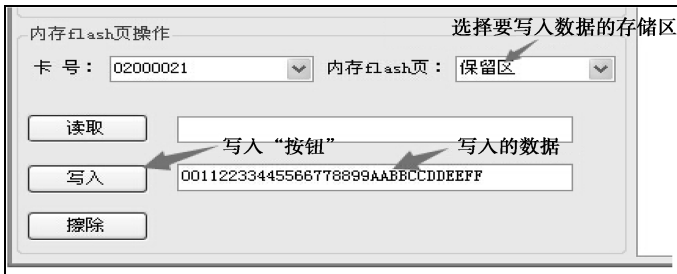 选择要写入数据的存储区
内存flash页操作
卡 号： 02000021 内存flash页： 保留区
读取
写入“按钮” 写入的数据
写入 00112233445566778899AABBCCDDEEFF
擦除